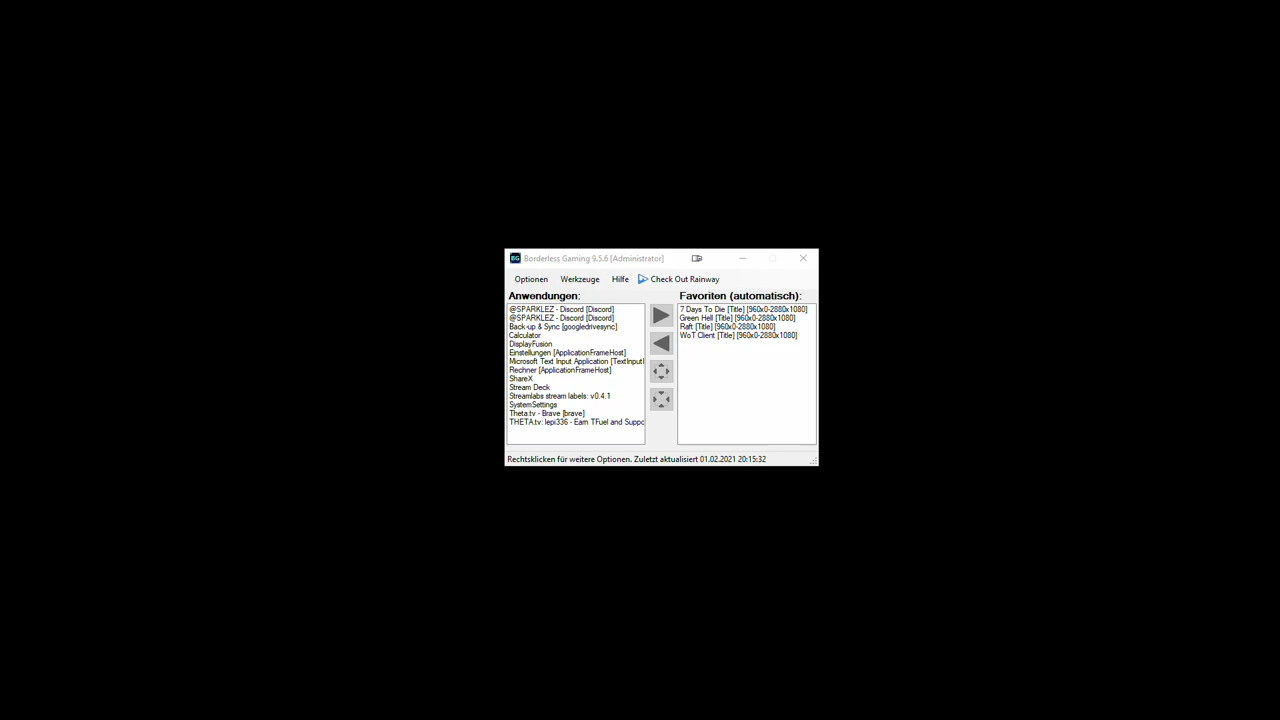 BG Borderless Gaming 9.5.6 [Administrator]
Optionen Werkzeuge Hilfe Check Out Rainway
Anwendungen:
@SPARKLEZ - Discord [Discord]
@SPARKLEZ - Discord [Discord]
Back-up & Sync [googledrivesync]
Calculator
DisplayFusion
Einstellungen [ApplicationFrameHost]
Microsoft Text Input Application [TextInputI
Rechner [ApplicationFrameHost]
ShareX
Stream Deck
Streamlabs stream labels: v0.4.1
SystemSettings
Theta.tv - Brave [brave]
THETA.tv: lepi336 - Earn TFuel and Suppo
Favoriten (automatisch):
7 Days To Die [Title] [960x0-2880x1080]
Green Hell [Title] [960x0-2880x1080]
Raft [Title] [960x0-2880x1080]
WoT Client [Title] [960x0-2880x1080]
Rechtsklicken für weitere Optionen. Zuletzt aktualisiert 01.02.2021 20:15:32